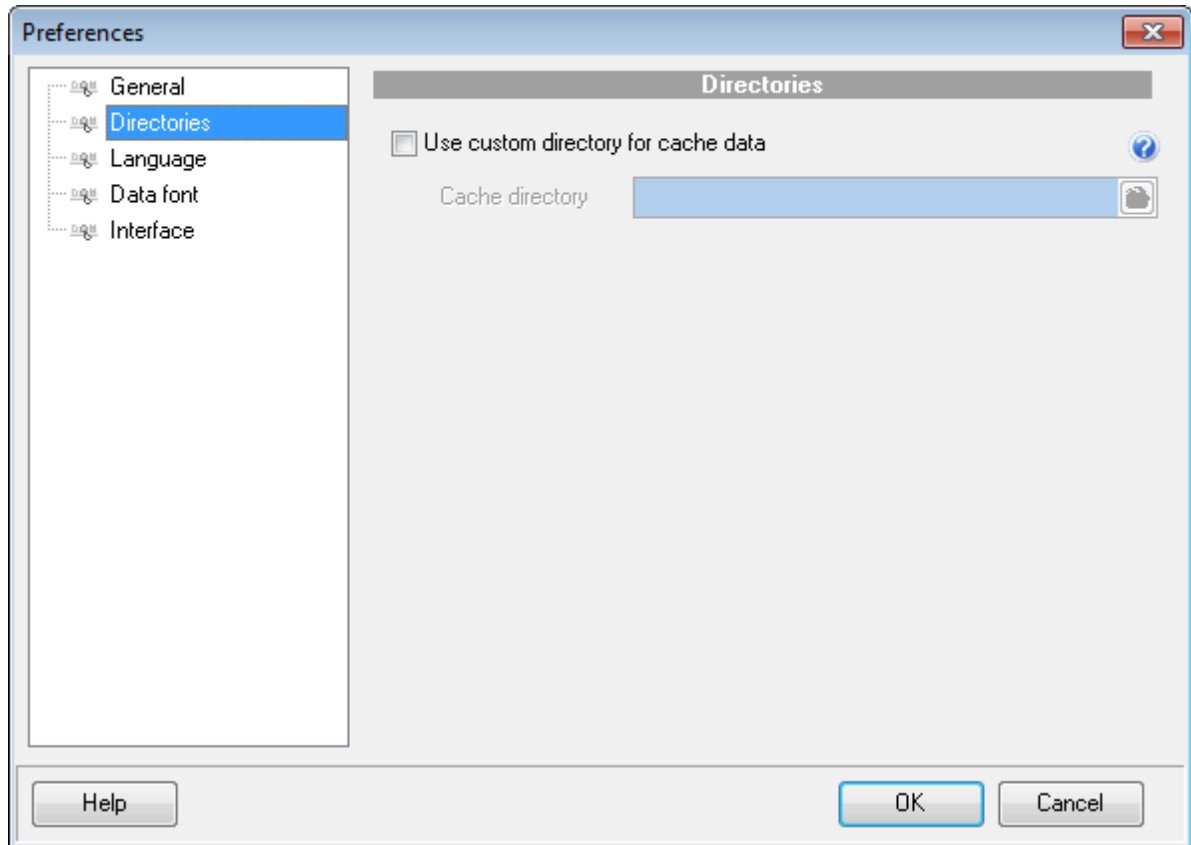 Preferences
General
Directories
Language
Data font
Interface
Directories
Use custom directory for cache data
Cache directory
Help
OK
Cancel